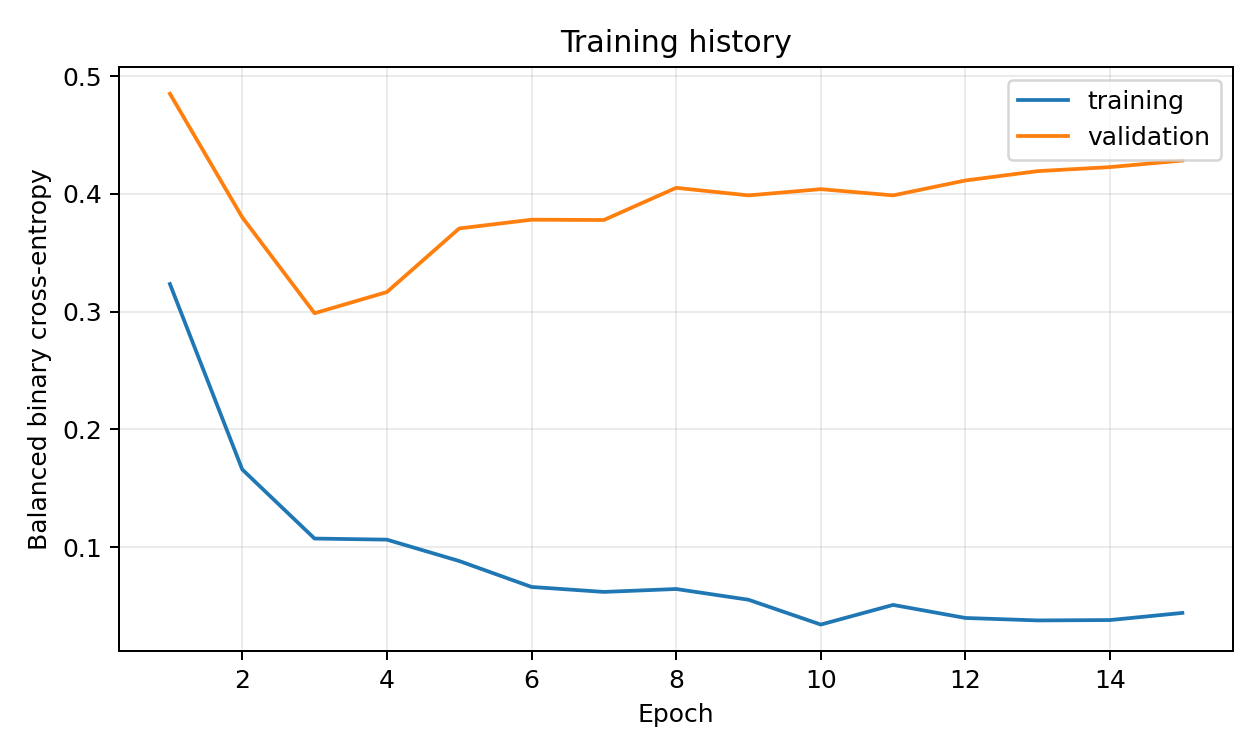 Training history
training
validation
Balanced binary cross-entropy
0.5
0.4
0.3
0.2
0.1
2 4 6 8 10 12 14
Epoch